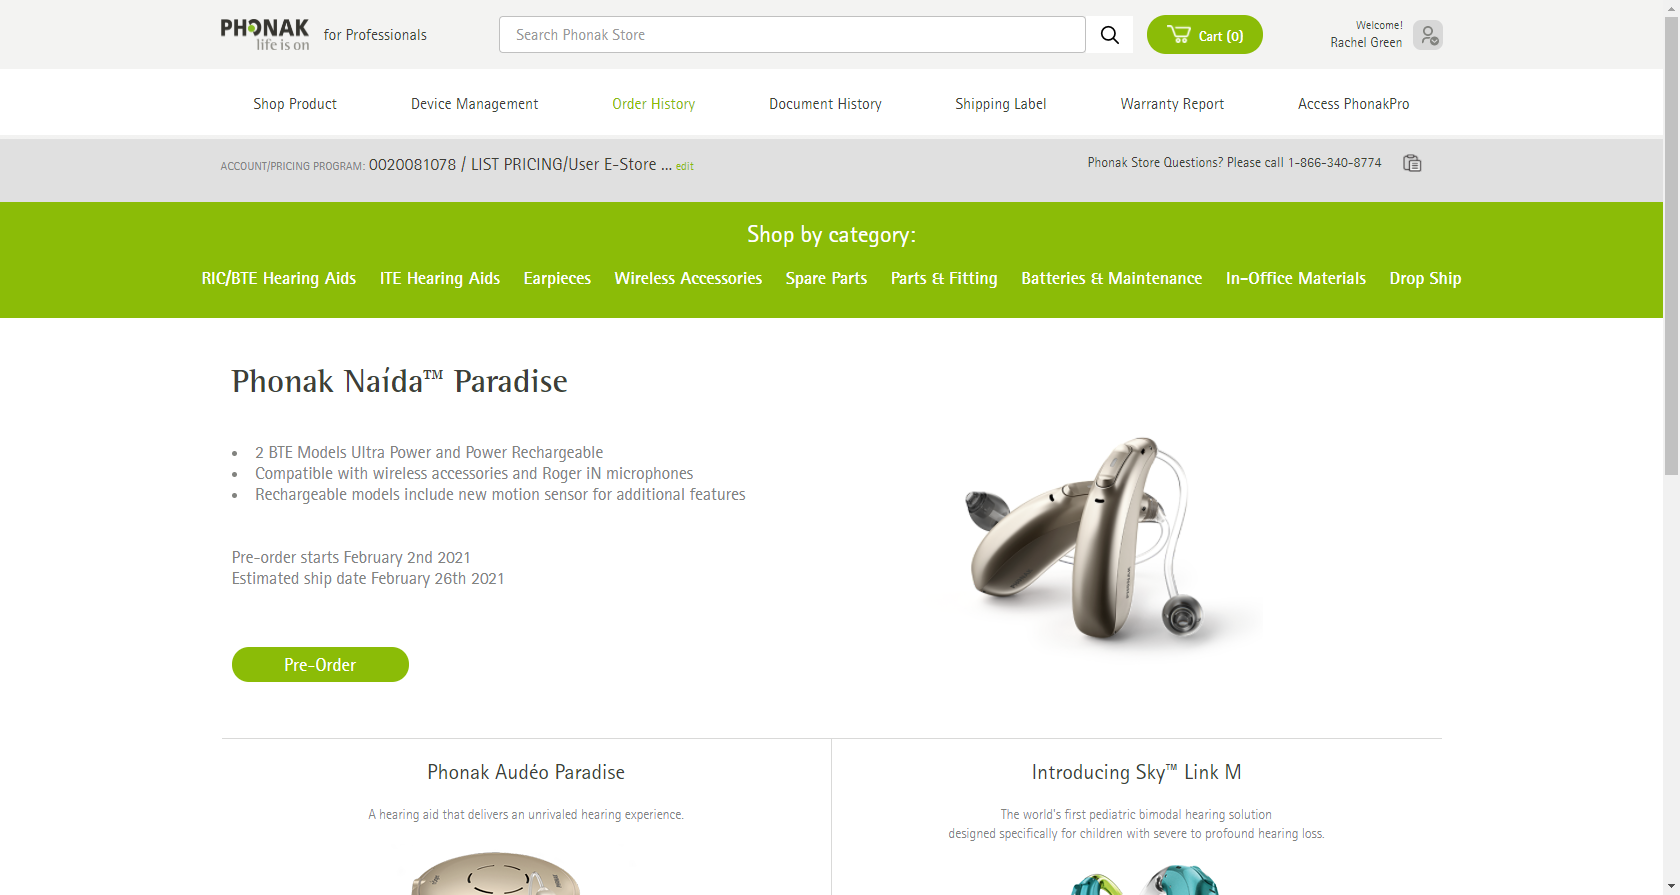 PHONAK
life is on
for Professionals
Search Phonak Store
Cart (0)
Welcome!
Rachel Green
Shop Product
Device Management
Order History
Document History
Shipping Label
Warranty Report
Access PhonakPro
ACCOUNT/PRICING PROGRAM: 0020081078 / LIST PRICING/User E-Store ... edit
Phonak Store Questions? Please call 1-866-340-8774
Shop by category:
RIC/BTE Hearing Aids
ITE Hearing Aids
Earpieces
Wireless Accessories
Spare Parts
Parts & Fitting
Batteries & Maintenance
In-Office Materials
Drop Ship
Phonak Naída™ Paradise
• 2 BTE Models Ultra Power and Power Rechargeable
• Compatible with wireless accessories and Roger iN microphones
• Rechargeable models include new motion sensor for additional features
Pre-order starts February 2nd 2021
Estimated ship date February 26th 2021
Pre-Order
PHONAK
PHONAK
Phonak Audéo Paradise
A hearing aid that delivers an unrivaled hearing experience.
Introducing Sky™ Link M
The world's first pediatric bimodal hearing solution
designed specifically for children with severe to profound hearing loss.